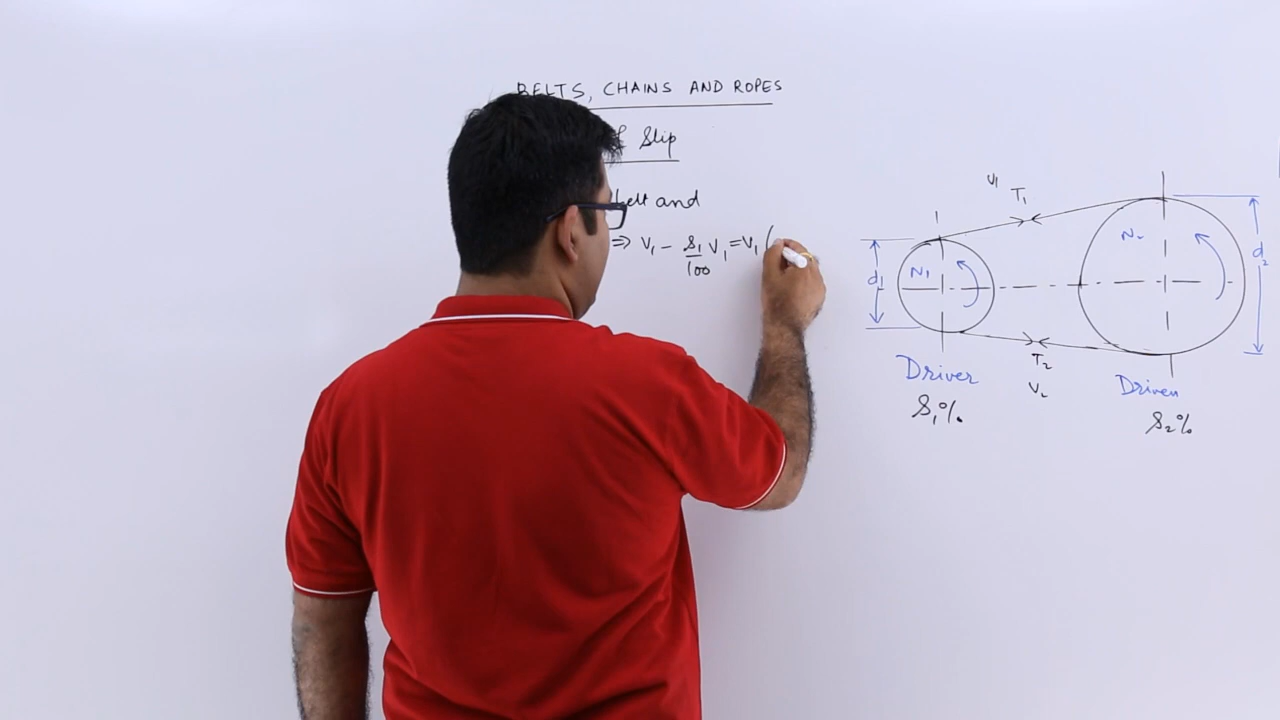 BELTS, CHAINS AND ROPES
Slip
belt and
⇒ V₁ − S₁/100 V₁ = V₁ (
V₁
T₁
N₁
N₂
d₁
d₂
T₂
V₂
Driver
Driven
S₁%
S₂%